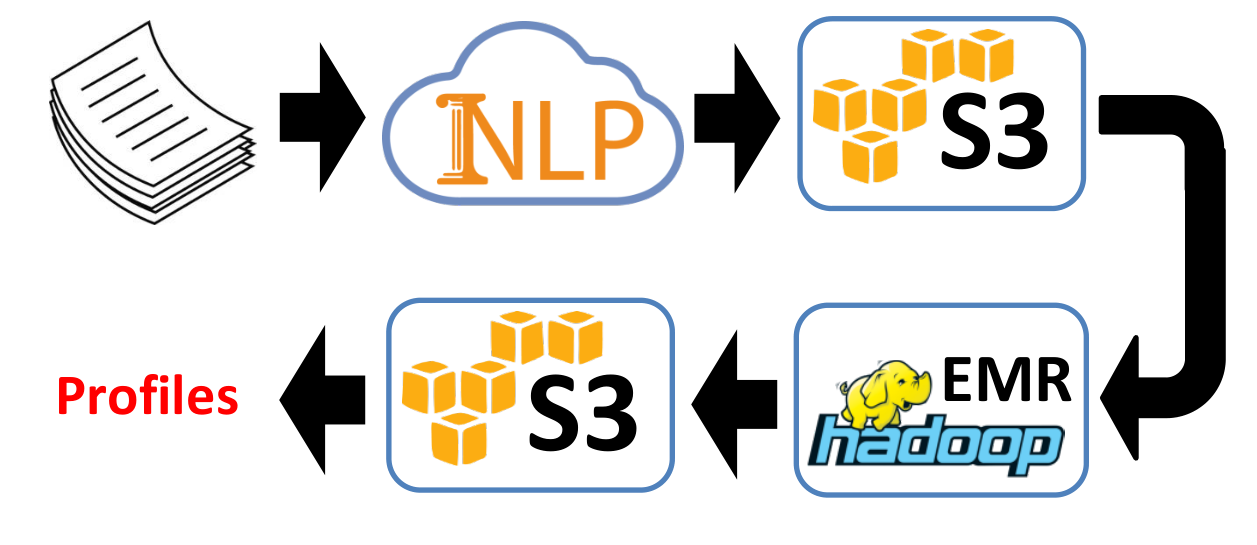 NLP
S3
EMR
hadoop
S3
Profiles